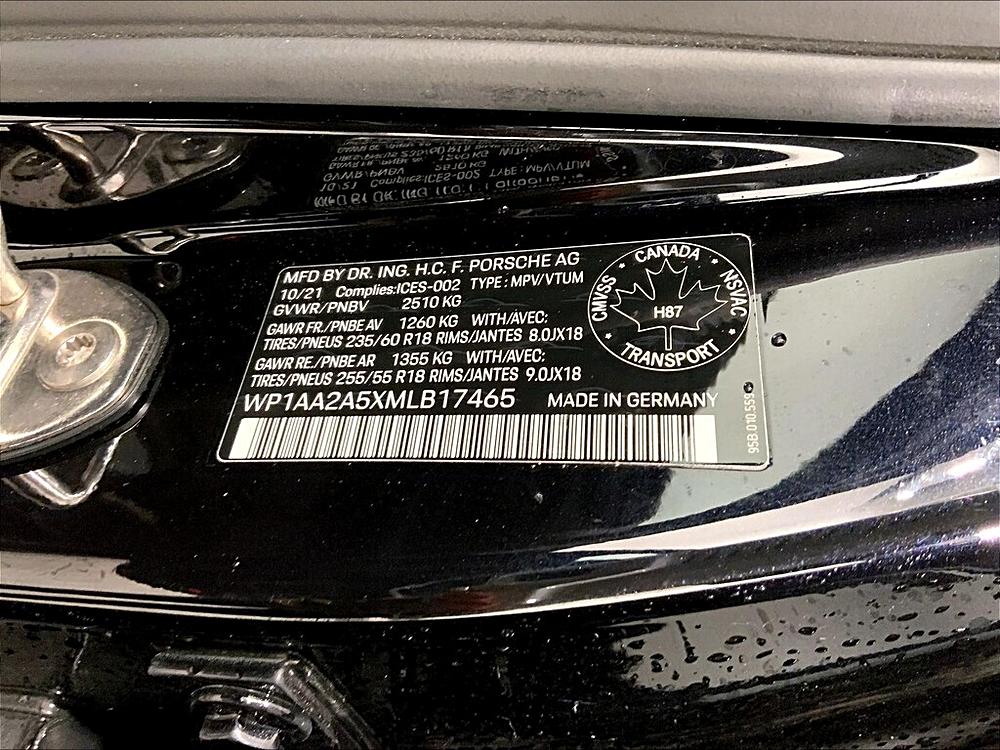 MFD BY DR. ING. H.C. F. PORSCHE AG
10/21 Complies:ICES-002 TYPE : MPV/VTUM
GVWR/PNBV 2510 KG
GAWR FR./PNBE AV 1260 KG WITH/AVEC:
TIRES/PNEUS 235/60 R18 RIMS/JANTES 8.0JX18
GAWR RE./PNBE AR 1355 KG WITH/AVEC:
TIRES/PNEUS 255/55 R18 RIMS/JANTES 9.0JX18
WP1AA2A5XMLB17465 MADE IN GERMANY
CANADA
CMVSS
NSVAC
H87
TRANSPORT
95B.010.559